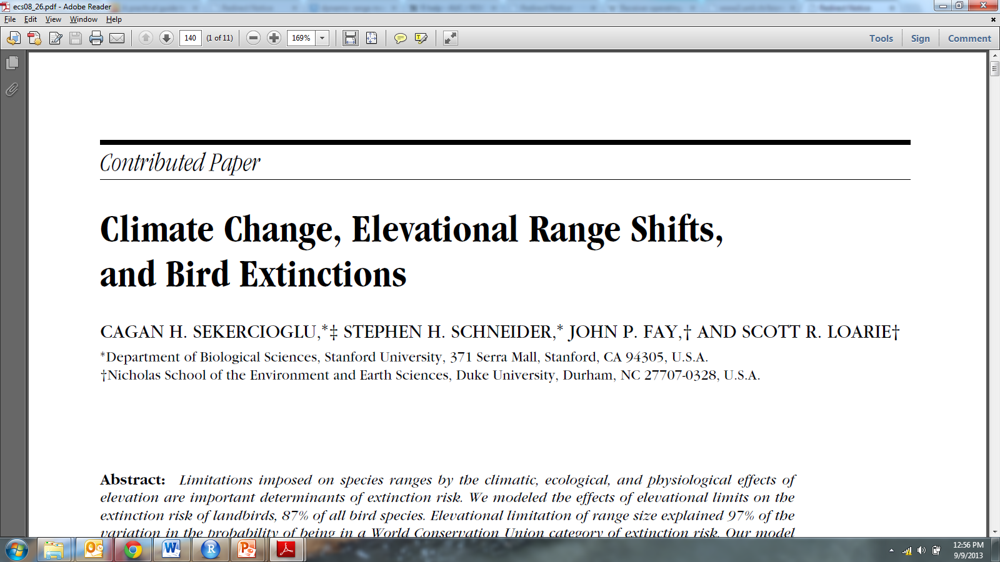 ecs08_26.pdf - Adobe Reader
File Edit View Window Help
140 (1 of 11) 169% Tools Sign Comment
Contributed Paper
Climate Change, Elevational Range Shifts,
and Bird Extinctions
CAGAN H. SEKERCIOGLU,*‡ STEPHEN H. SCHNEIDER,* JOHN P. FAY,† AND SCOTT R. LOARIE†
*Department of Biological Sciences, Stanford University, 371 Serra Mall, Stanford, CA 94305, U.S.A.
†Nicholas School of the Environment and Earth Sciences, Duke University, Durham, NC 27707-0328, U.S.A.
Abstract: Limitations imposed on species ranges by the climatic, ecological, and physiological effects of
elevation are important determinants of extinction risk. We modeled the effects of elevational limits on the
extinction risk of landbirds, 87% of all bird species. Elevational limitation of range size explained 97% of the
variation in the probability of being in a World Conservation Union category of extinction risk. Our model
12:56 PM
9/9/2013